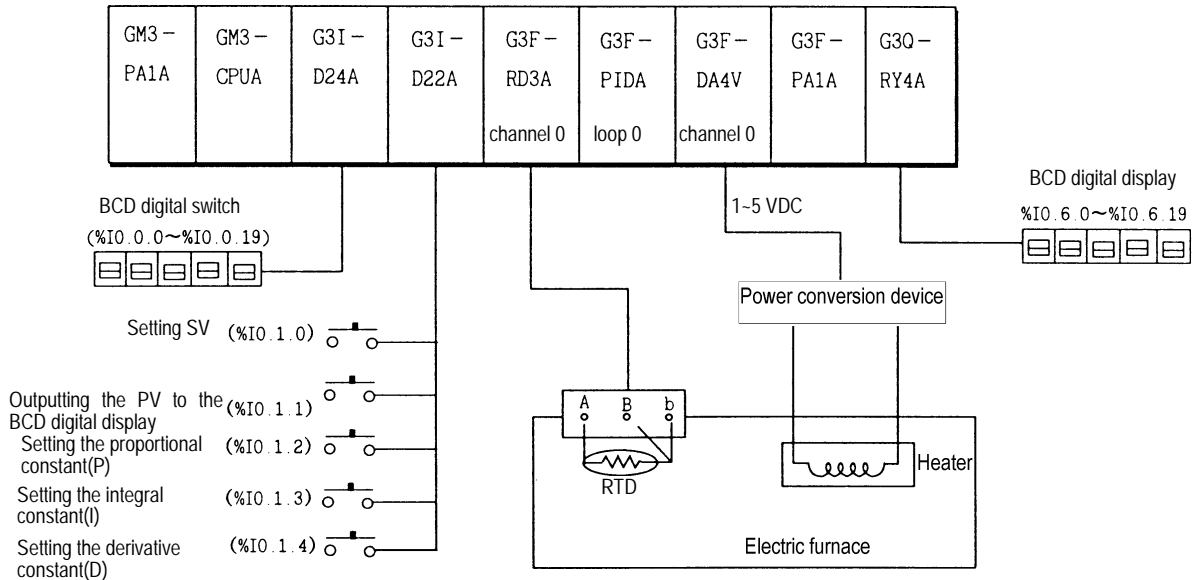 GM3-
PA1A
GM3-
CPUA
G3I-
D24A
G3I-
D22A
G3F-
RD3A
channel 0
G3F-
PIDA
loop 0
G3F-
DA4V
channel 0
G3F-
PA1A
G3Q-
RY4A
BCD digital switch
(%I0.0.0~%I0.0.19)
1~5 VDC
BCD digital display
%I0.6.0~%I0.6.19
Power conversion device
Setting SV (%I0.1.0)
Outputting the PV to the
BCD digital display
(%I0.1.1)
Setting the proportional
constant(P)
(%I0.1.2)
Setting the integral
constant(I)
(%I0.1.3)
Setting the derivative
constant(D)
(%I0.1.4)
A B b
RTD
Heater
Electric furnace